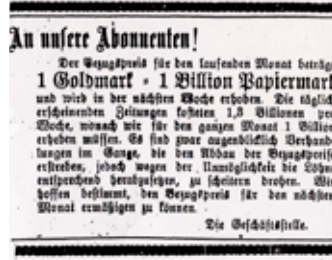 An unsere Abonnenten!
Der Bezugspreis für den laufenden Monat beträg
1 Goldmark = 1 Billion Papiermark
und wird in der nächsten Woche erhoben. Die täglich
erscheinenden Zeitungen kosteten 1,3 Billionen pro
Woche, wonach wir für den ganzen Monat 1 Billion
erheben müssen. Es sind zwar augenblicklich Verhand-
lungen im Gange, die den Abbau der Bezugspreise
erstreben, jedoch wegen der Unmöglichkeit die Löhne
entsprechend herabzusetzen, zu scheitern drohen. Wir
hoffen bestimmt, den Bezugspreis für den nächsten
Monat ermäßigen zu können.
Die Geschäftsstelle.